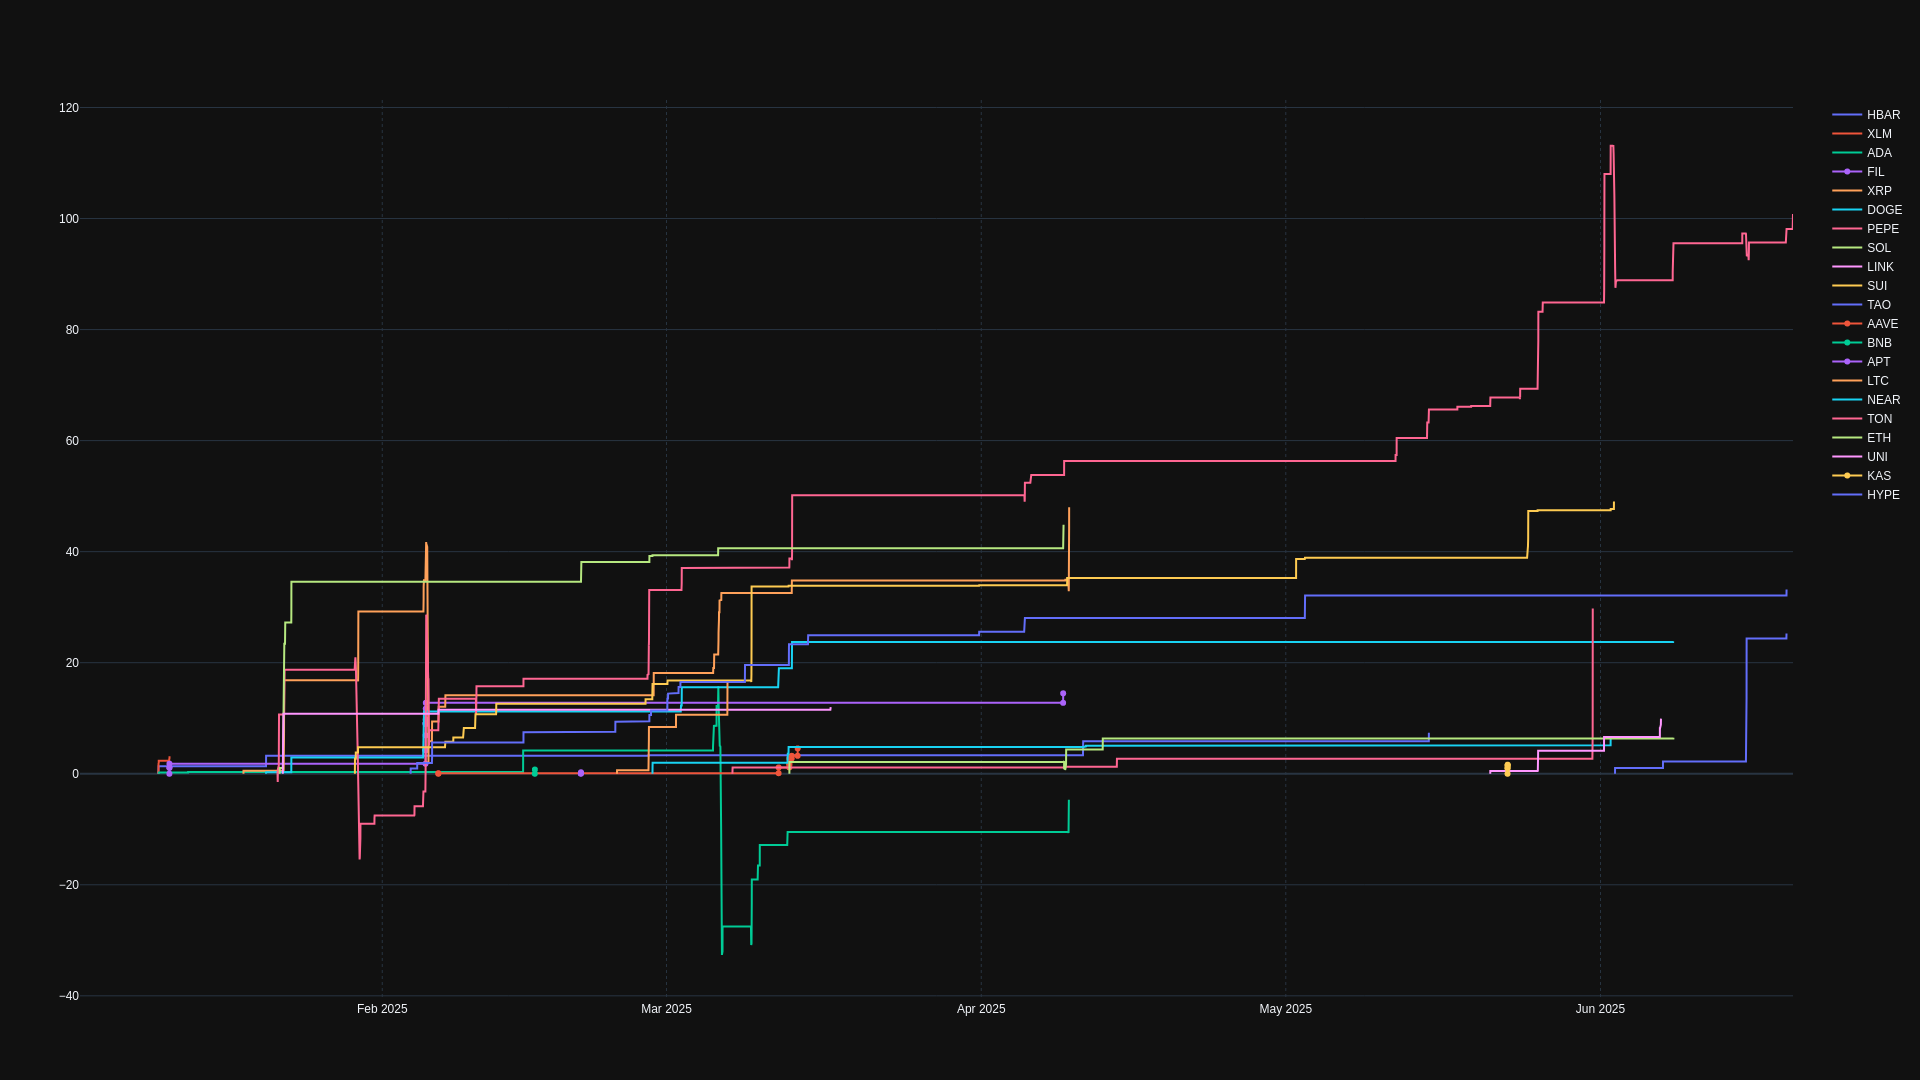 120
100
80
60
40
20
0
−20
−40
Feb 2025
Mar 2025
Apr 2025
May 2025
Jun 2025
HBAR
XLM
ADA
FIL
XRP
DOGE
PEPE
SOL
LINK
SUI
TAO
AAVE
BNB
APT
LTC
NEAR
TON
ETH
UNI
KAS
HYPE